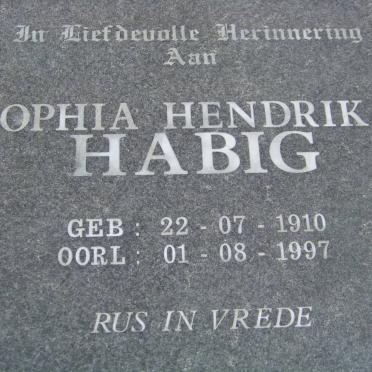 In Liefdevolle Herinnering
Aan
OPHIA HENDRIK
HABIG
GEB : 22 - 07 - 1910
OORL : 01 - 08 - 1997
RUS IN VREDE